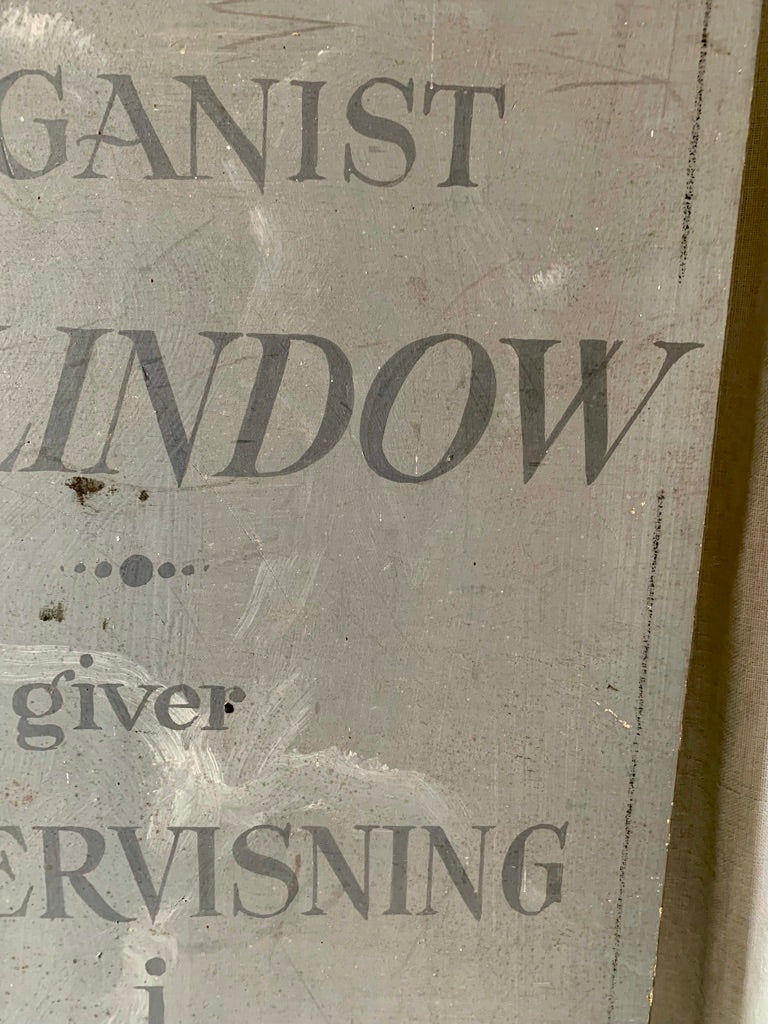 GANIST
LINDOW
giver
ERVISNING
i